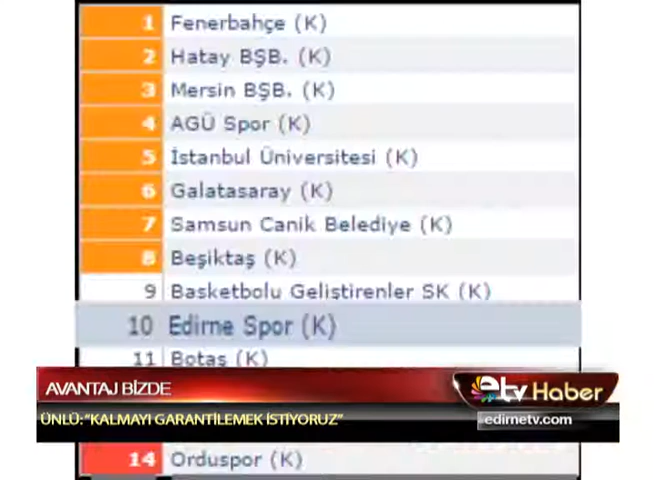 1 Fenerbahçe (K)
2 Hatay BŞB. (K)
3 Mersin BŞB. (K)
4 AGÜ Spor (K)
5 İstanbul Üniversitesi (K)
6 Galatasaray (K)
7 Samsun Canik Belediye (K)
8 Beşiktaş (K)
9 Basketbolu Geliştirenler SK (K)
10 Edirne Spor (K)
11 Botaş (K)
AVANTAJ BİZDE
etv Haber
ÜNLÜ: “KALMAYI GARANTİLEMEK İSTİYORUZ”
edirnetv.com
14 Orduspor (K)